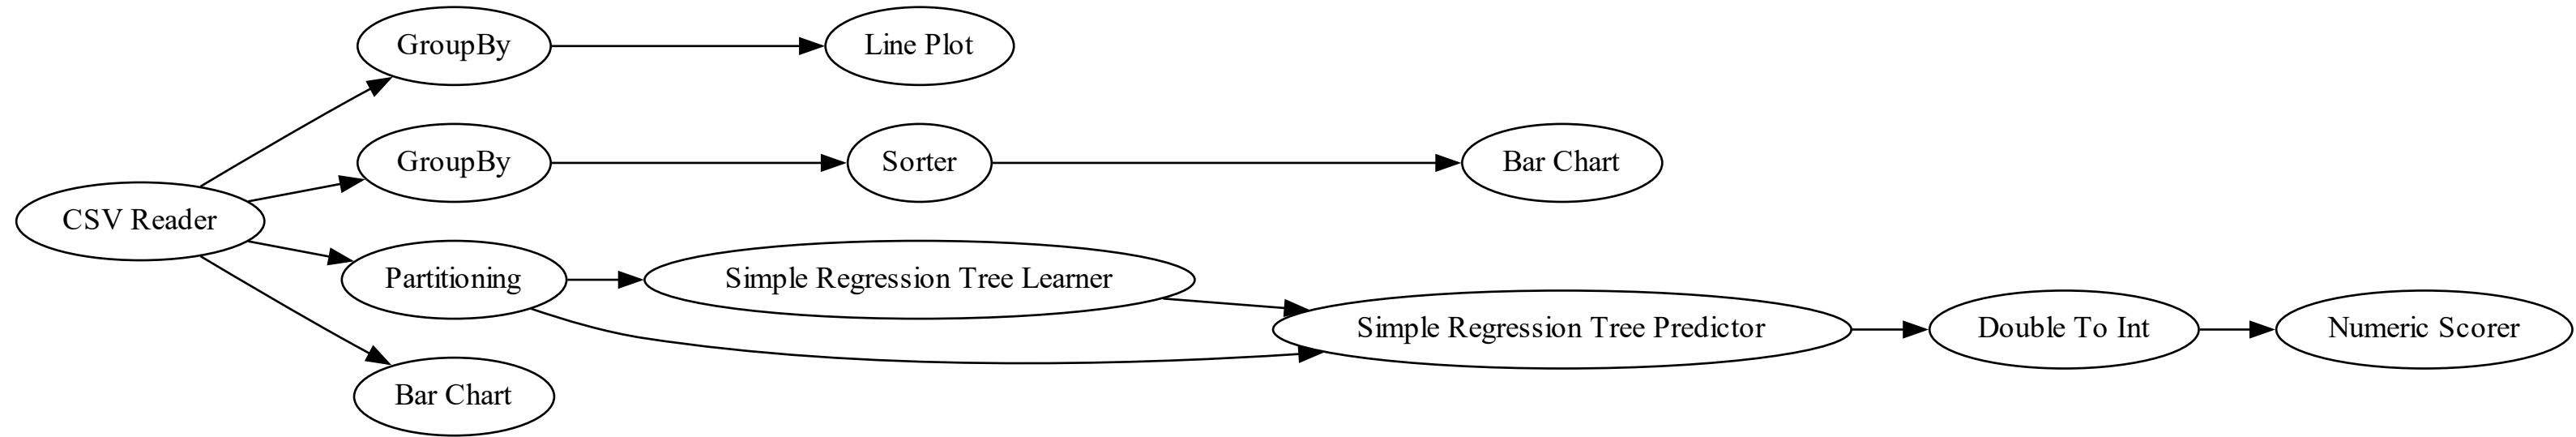 GroupBy
Line Plot
GroupBy
Sorter
Bar Chart
CSV Reader
Partitioning
Simple Regression Tree Learner
Simple Regression Tree Predictor
Double To Int
Numeric Scorer
Bar Chart